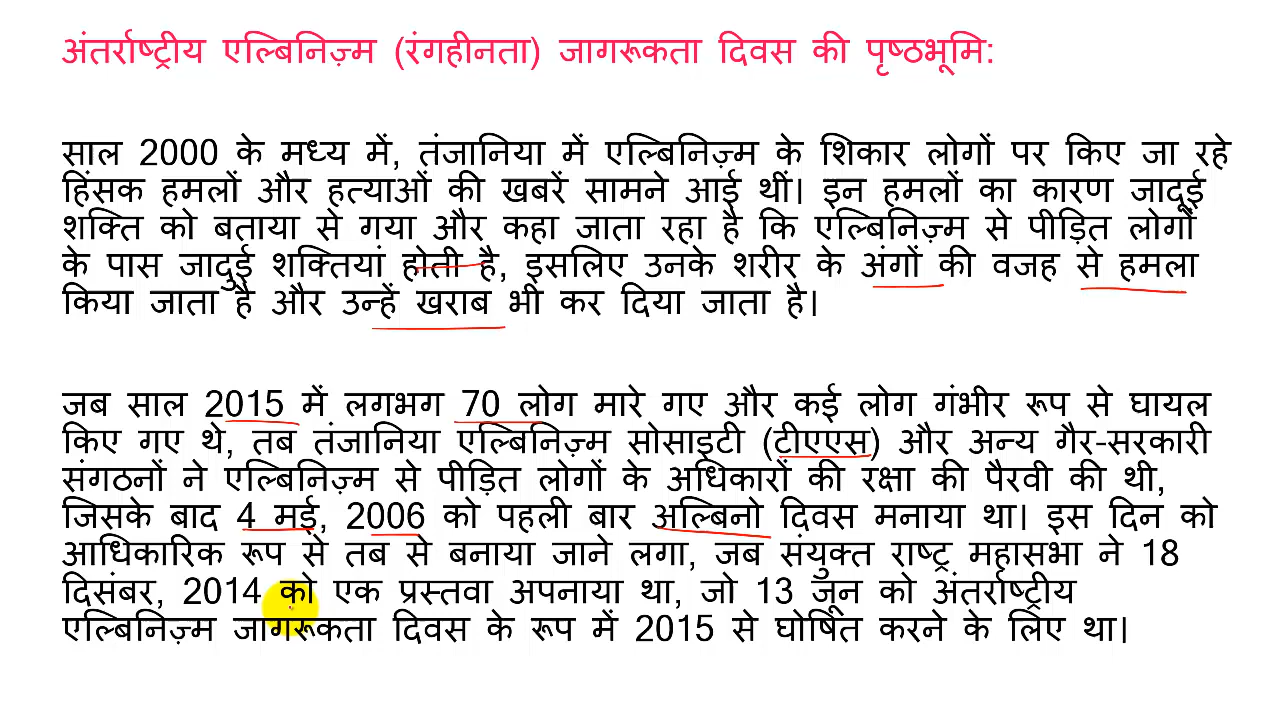 अंतर्राष्ट्रीय एल्बिनिज़्म (रंगहीनता) जागरूकता दिवस की पृष्ठभूमि:
साल 2000 के मध्य में, तंजानिया में एल्बिनिज़्म के शिकार लोगों पर किए जा रहे
हिंसक हमलों और हत्याओं की खबरें सामने आई थीं। इन हमलों का कारण जादूई
शक्ति को बताया से गया और कहा जाता रहा है कि एल्बिनिज़्म से पीड़ित लोगों
के पास जादुई शक्तियां होती है, इसलिए उनके शरीर के अंगों की वजह से हमला
किया जाता है और उन्हें खराब भी कर दिया जाता है।
जब साल 2015 में लगभग 70 लोग मारे गए और कई लोग गंभीर रूप से घायल
किए गए थे, तब तंजानिया एल्बिनिज़्म सोसाइटी (टीएएस) और अन्य गैर-सरकारी
संगठनों ने एल्बिनिज़्म से पीड़ित लोगों के अधिकारों की रक्षा की पैरवी की थी,
जिसके बाद 4 मई, 2006 को पहली बार अल्बिनो दिवस मनाया था। इस दिन को
आधिकारिक रूप से तब से बनाया जाने लगा, जब संयुक्त राष्ट्र महासभा ने 18
दिसंबर, 2014 को एक प्रस्तवा अपनाया था, जो 13 जून को अंतर्राष्ट्रीय
एल्बिनिज़्म जागरूकता दिवस के रूप में 2015 से घोषित करने के लिए था।